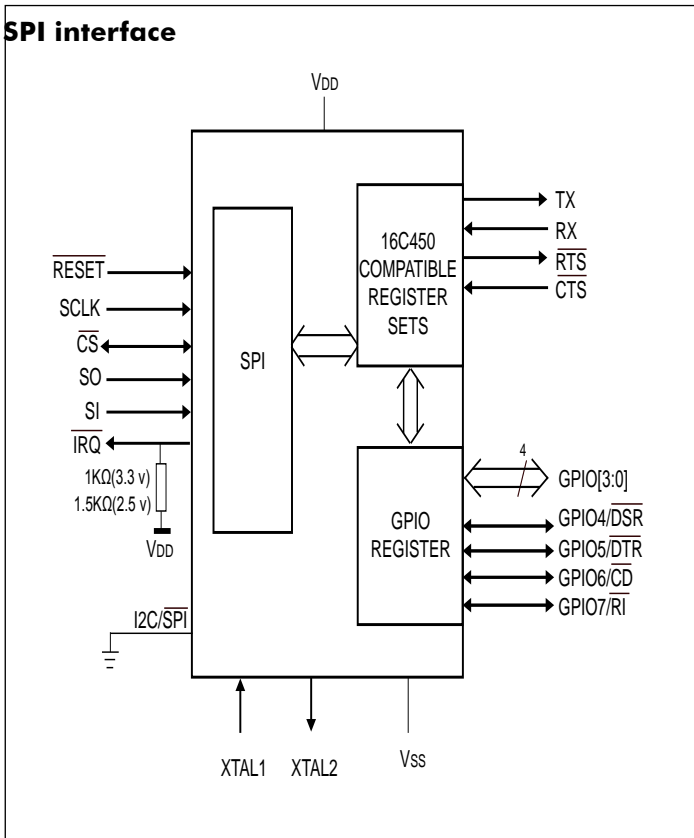 SPI interface
VDD
RESET
SCLK
CS
SO
SI
IRQ
1KΩ(3.3 v)
1.5KΩ(2.5 v)
VDD
I2C/SPI
SPI
16C450
COMPATIBLE
REGISTER
SETS
TX
RX
RTS
CTS
GPIO
REGISTER
4
GPIO[3:0]
GPIO4/DSR
GPIO5/DTR
GPIO6/CD
GPIO7/RI
XTAL1
XTAL2
VSS